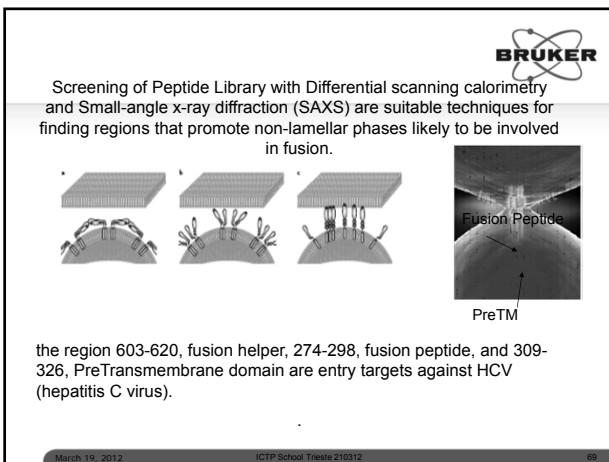 BRUKER
Screening of Peptide Library with Differential scanning calorimetry
and Small-angle x-ray diffraction (SAXS) are suitable techniques for
finding regions that promote non-lamellar phases likely to be involved
in fusion.
a b c
Fusion Peptide
PreTM
the region 603-620, fusion helper, 274-298, fusion peptide, and 309-
326, PreTransmembrane domain are entry targets against HCV
(hepatitis C virus).
.
March 19, 2012 ICTP School Trieste 210312 69